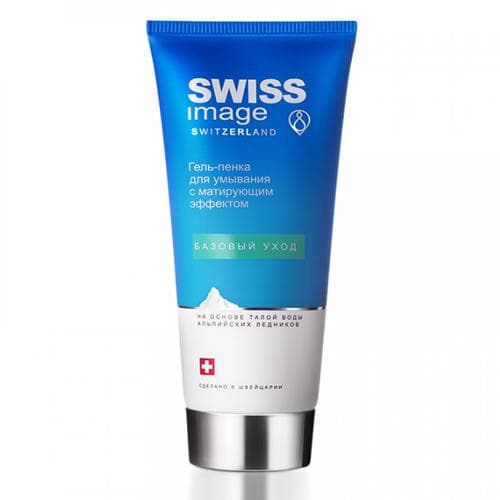 SWISS
image
SWITZERLAND
Гель-пенка
для умывания
с матирующим
эффектом
БАЗОВЫЙ УХОД
НА ОСНОВЕ ТАЛОЙ ВОДЫ
АЛЬПИЙСКИХ ЛЕДНИКОВ
СДЕЛАНО В ШВЕЙЦАРИИ